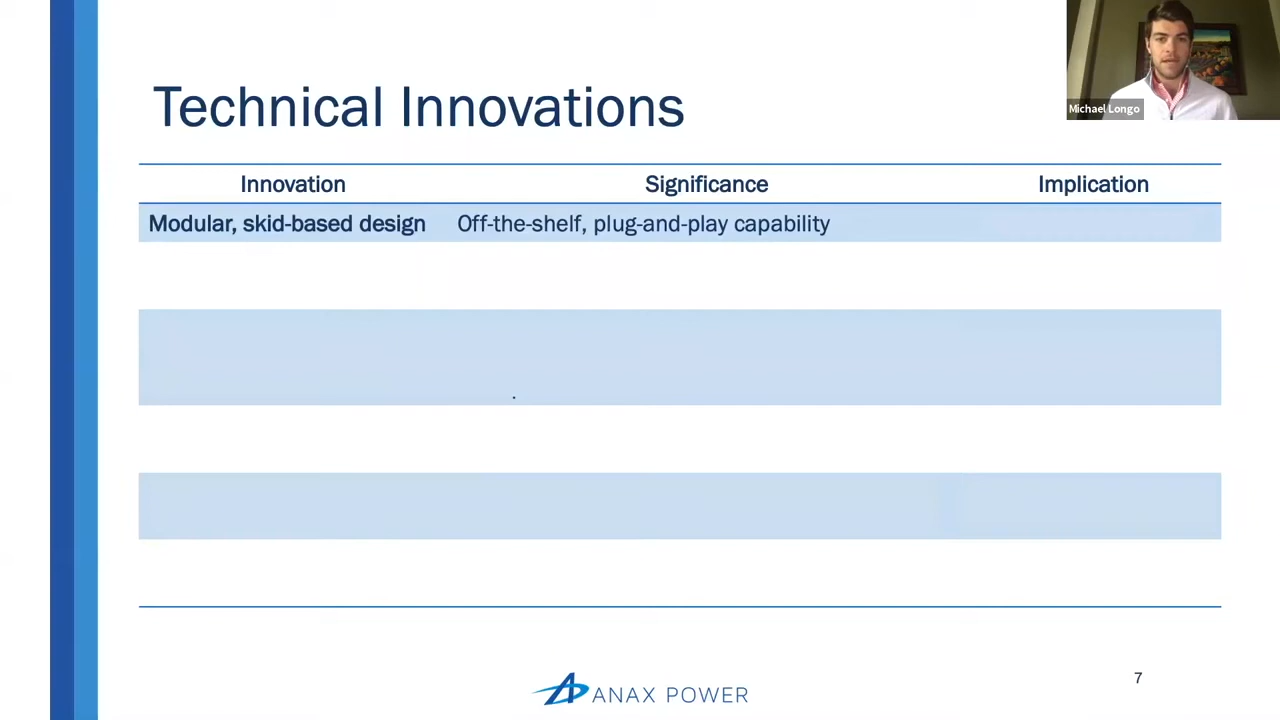 Technical Innovations
Michael Longo
Innovation Significance Implication
Modular, skid-based design Off-the-shelf, plug-and-play capability
.
ANAX POWER
7